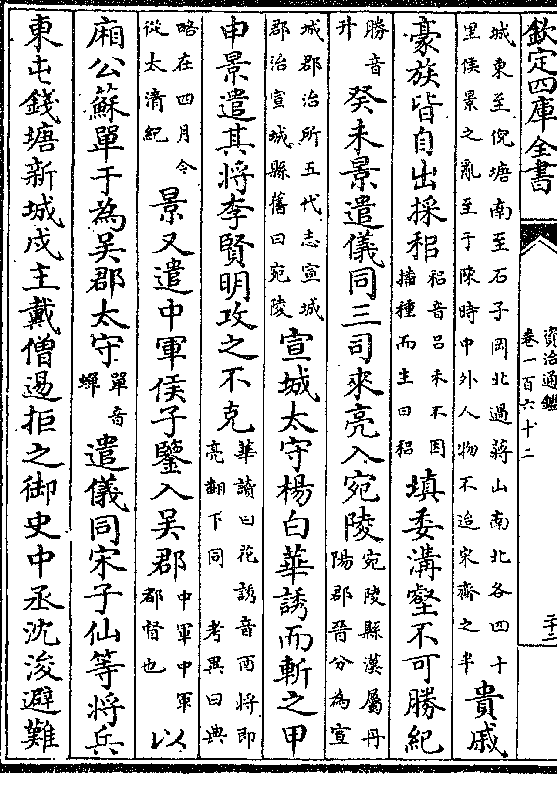 欽定四庫全書
資治通鑑
卷一百六十二
二十三
城東至倪塘南至石子岡北過蔣山南北各四十
里侯景之亂至于陳時中外人物不迨宋齊之半
貴戚
豪族皆自出採稆
稆音呂禾不因
播種而生曰稆
填委溝壑不可勝紀
勝音
升
癸未景遣儀同三司來亮入宛陵
宛陵縣漢屬丹
陽郡晉分為宣
城郡治所五代志宣城
郡治宣城縣舊曰宛陵
宣城太守楊白華誘而斬之甲
申景遣其將李賢明攻之不克
華讀曰花誘音酉將即
亮翻下同 考異曰典
略在四月今
從太清紀
景又遣中軍侯子鑒入吳郡
中軍中軍
都督也
以
廂公蘇單于為吳郡太守
單音
蟬
遣儀同宋子仙等將兵
東屯錢塘新城戍主戴僧逷拒之御史中丞沈浚避難